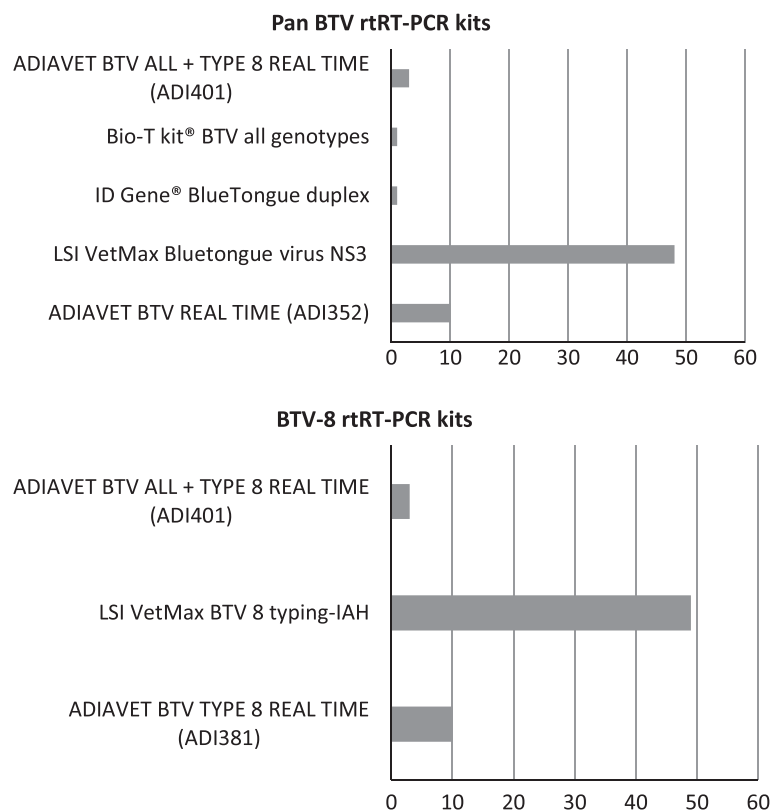 Pan BTV rtRT-PCR kits
ADIAVET BTV ALL + TYPE 8 REAL TIME
(ADI401)
Bio-T kit® BTV all genotypes
ID Gene® BlueTongue duplex
LSI VetMax Bluetongue virus NS3
ADIAVET BTV REAL TIME (ADI352)
0 10 20 30 40 50 60
BTV-8 rtRT-PCR kits
ADIAVET BTV ALL + TYPE 8 REAL TIME
(ADI401)
LSI VetMax BTV 8 typing-IAH
ADIAVET BTV TYPE 8 REAL TIME
(ADI381)
0 10 20 30 40 50 60